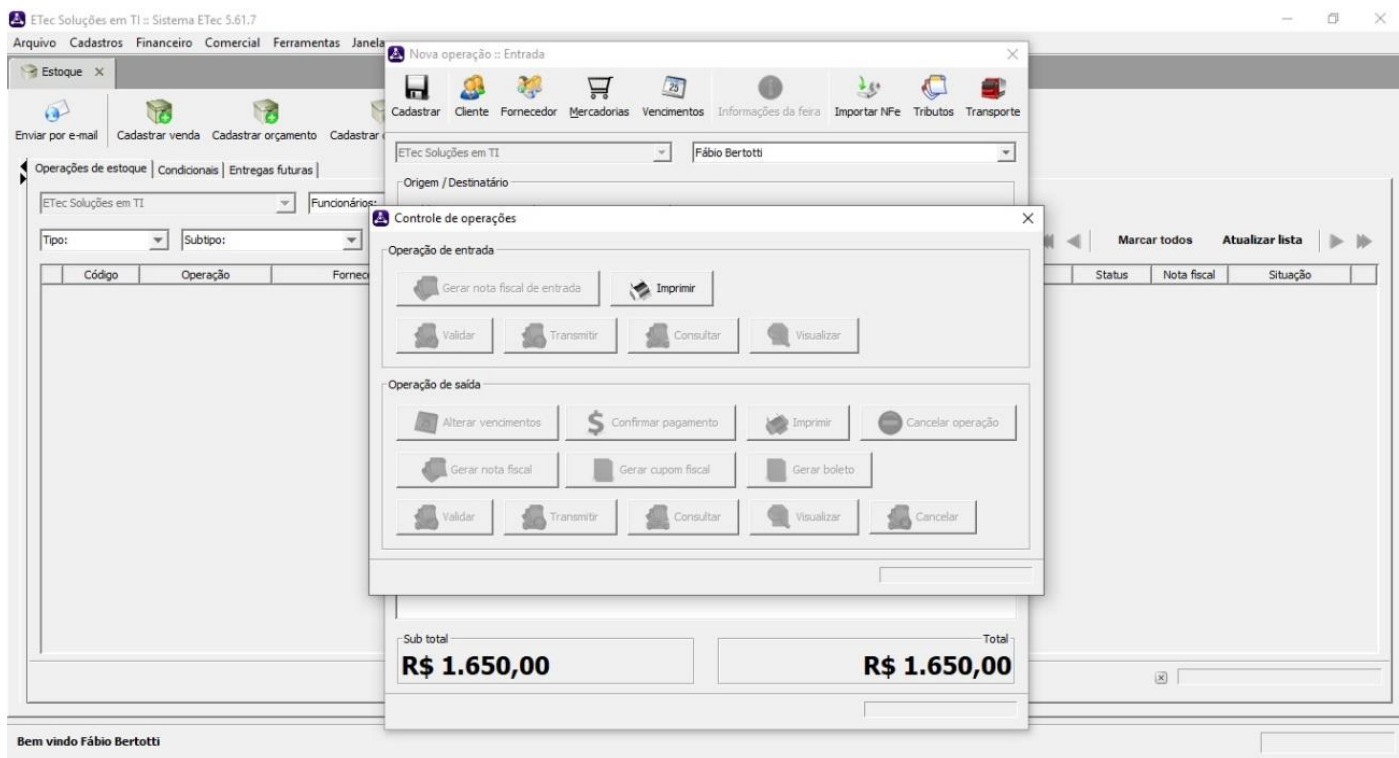 ETec Soluções em TI :: Sistema ETec 5.61.7
Arquivo Cadastros Financeiro Comercial Ferramentas Janela
Estoque
Enviar por e-mail Cadastrar venda Cadastrar orçamento Cadastrar
Operações de estoque Condicionais Entregas futuras
ETec Soluções em TI Funcionários:
Tipo: Subtipo: Marcar todos Atualizar lista
Código Operação Status Nota fiscal Situação
Nova operação :: Entrada
Cadastrar Cliente Fornecedor Mercadorias Vencimentos Informações da feira Importar NFe Tributos Transporte
25
ETec Soluções em TI Fábio Bertotti
Origem / Destinatário
Controle de operações
Operação de entrada
Gerar nota fiscal de entrada Imprimir
Validar Transmitir Consultar Visualizar
Operação de saída
Alterar vencimentos Confirmar pagamento Imprimir Cancelar operação
Gerar nota fiscal Gerar cupom fiscal Gerar boleto
Validar Transmitir Consultar Visualizar Cancelar
Sub total Total
R$ 1.650,00 R$ 1.650,00
Bem vindo Fábio Bertotti